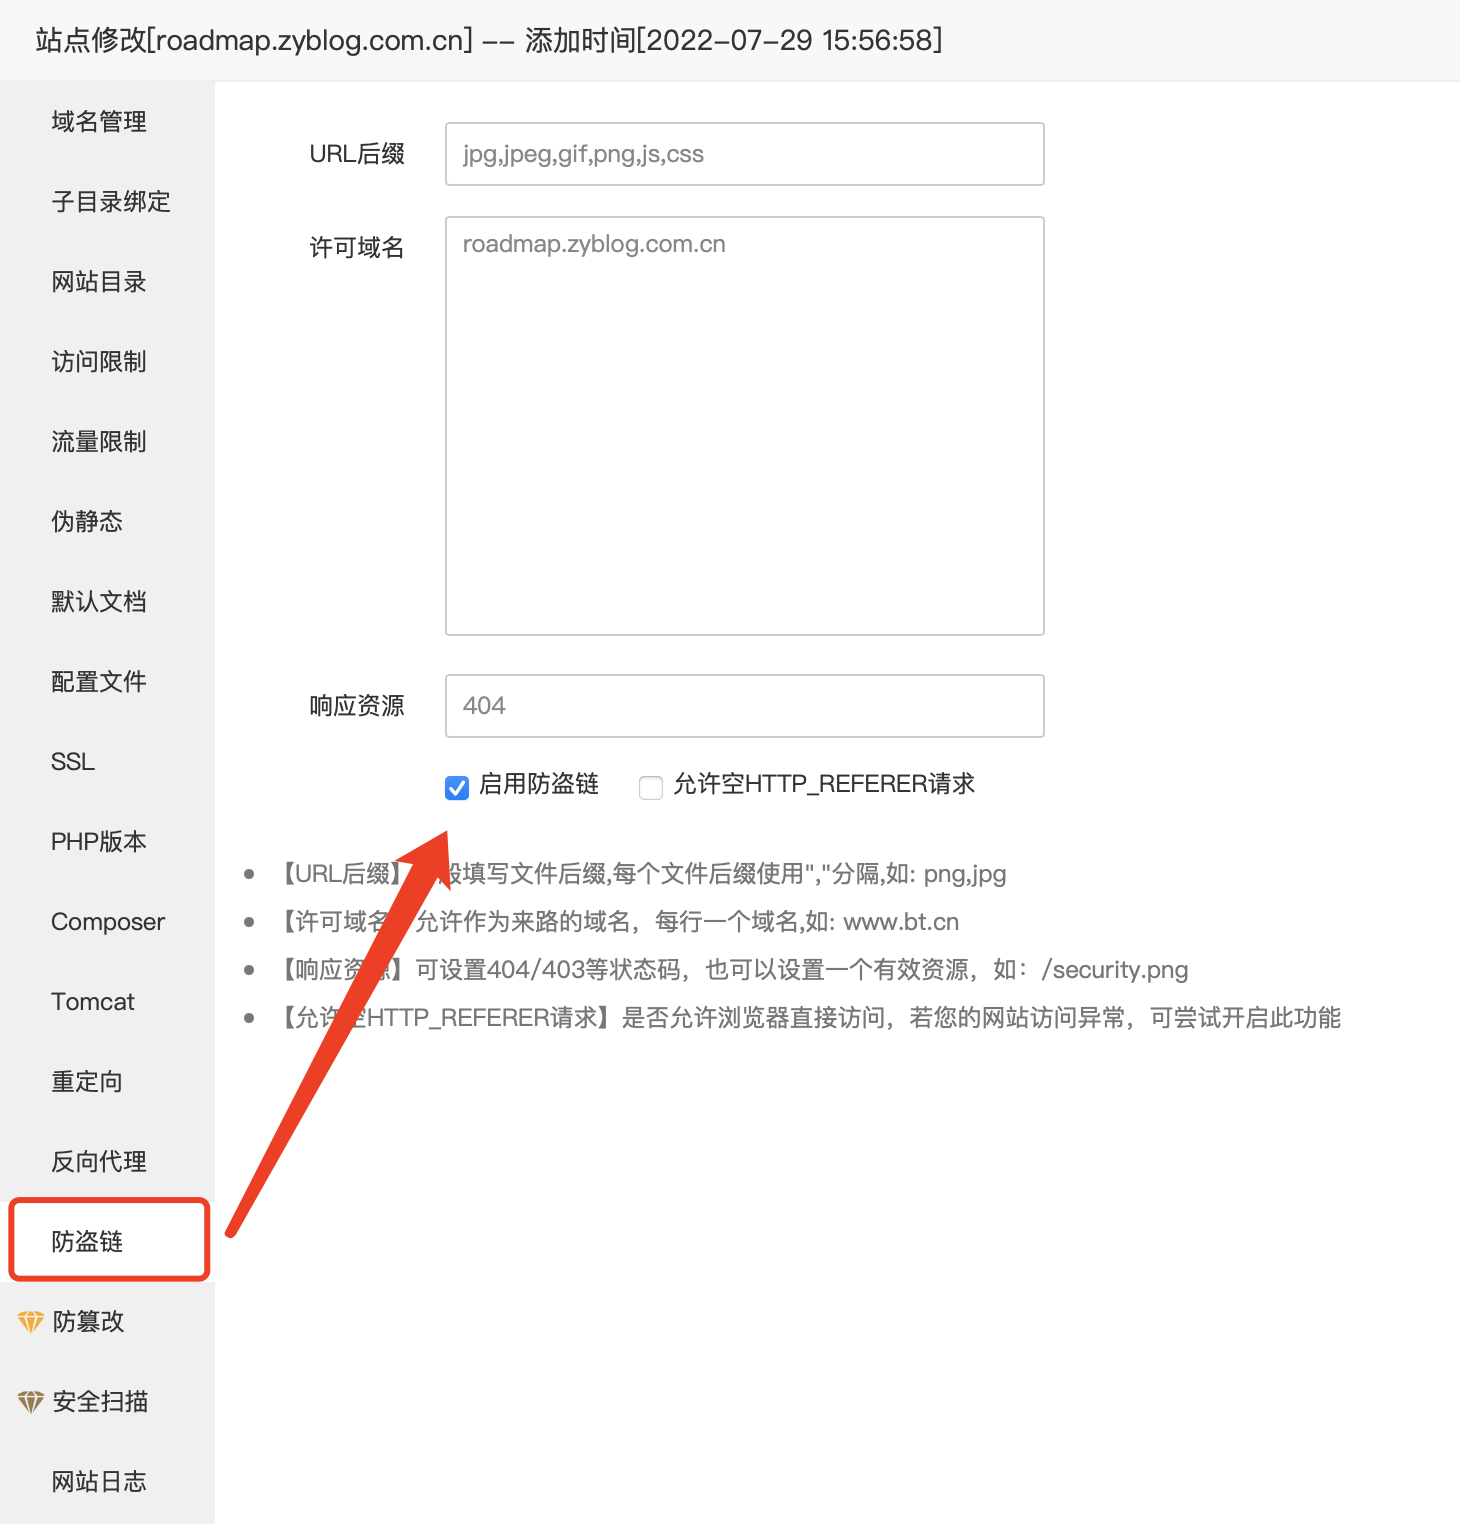 站点修改[roadmap.zyblog.com.cn] -- 添加时间[2022-07-29 15:56:58]
域名管理
子目录绑定
网站目录
访问限制
流量限制
伪静态
默认文档
配置文件
SSL
PHP版本
Composer
Tomcat
重定向
反向代理
防盗链
防篡改
安全扫描
网站日志
URL后缀
jpg,jpeg,gif,png,js,css
许可域名
roadmap.zyblog.com.cn
响应资源
404
启用防盗链
允许空HTTP_REFERER请求
【URL后缀】般填写文件后缀,每个文件后缀使用","分隔,如: png,jpg
【许可域名 允许作为来路的域名，每行一个域名,如: www.bt.cn
【响应资源】可设置404/403等状态码，也可以设置一个有效资源，如：/security.png
【允许空HTTP_REFERER请求】是否允许浏览器直接访问，若您的网站访问异常，可尝试开启此功能